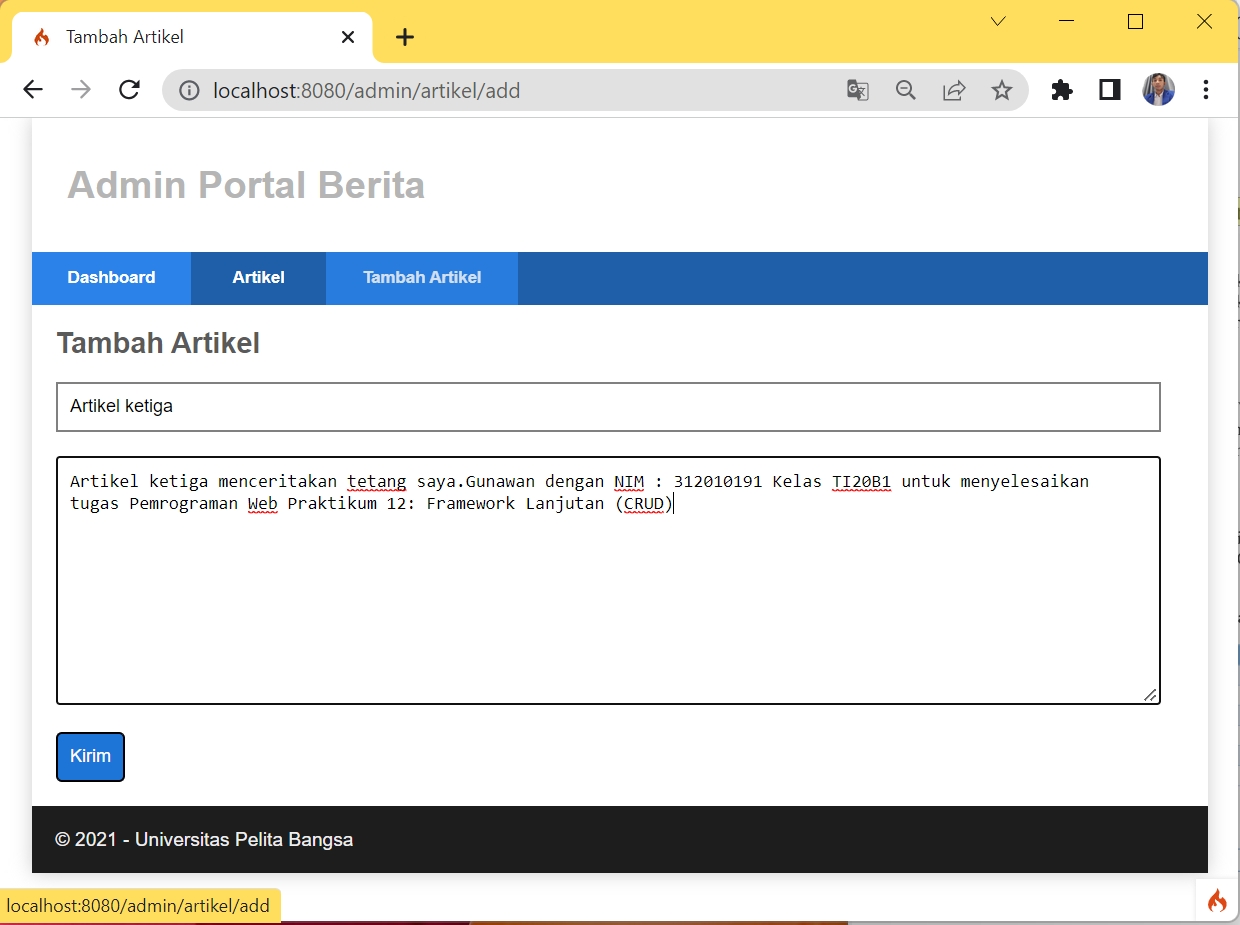 Tambah Artikel
localhost:8080/admin/artikel/add
Admin Portal Berita
Dashboard Artikel Tambah Artikel
Tambah Artikel
Artikel ketiga
Artikel ketiga menceritakan tetang saya.Gunawan dengan NIM : 312010191 Kelas TI20B1 untuk menyelesaikan
tugas Pemrograman Web Praktikum 12: Framework Lanjutan (CRUD)
Kirim
© 2021 - Universitas Pelita Bangsa
localhost:8080/admin/artikel/add